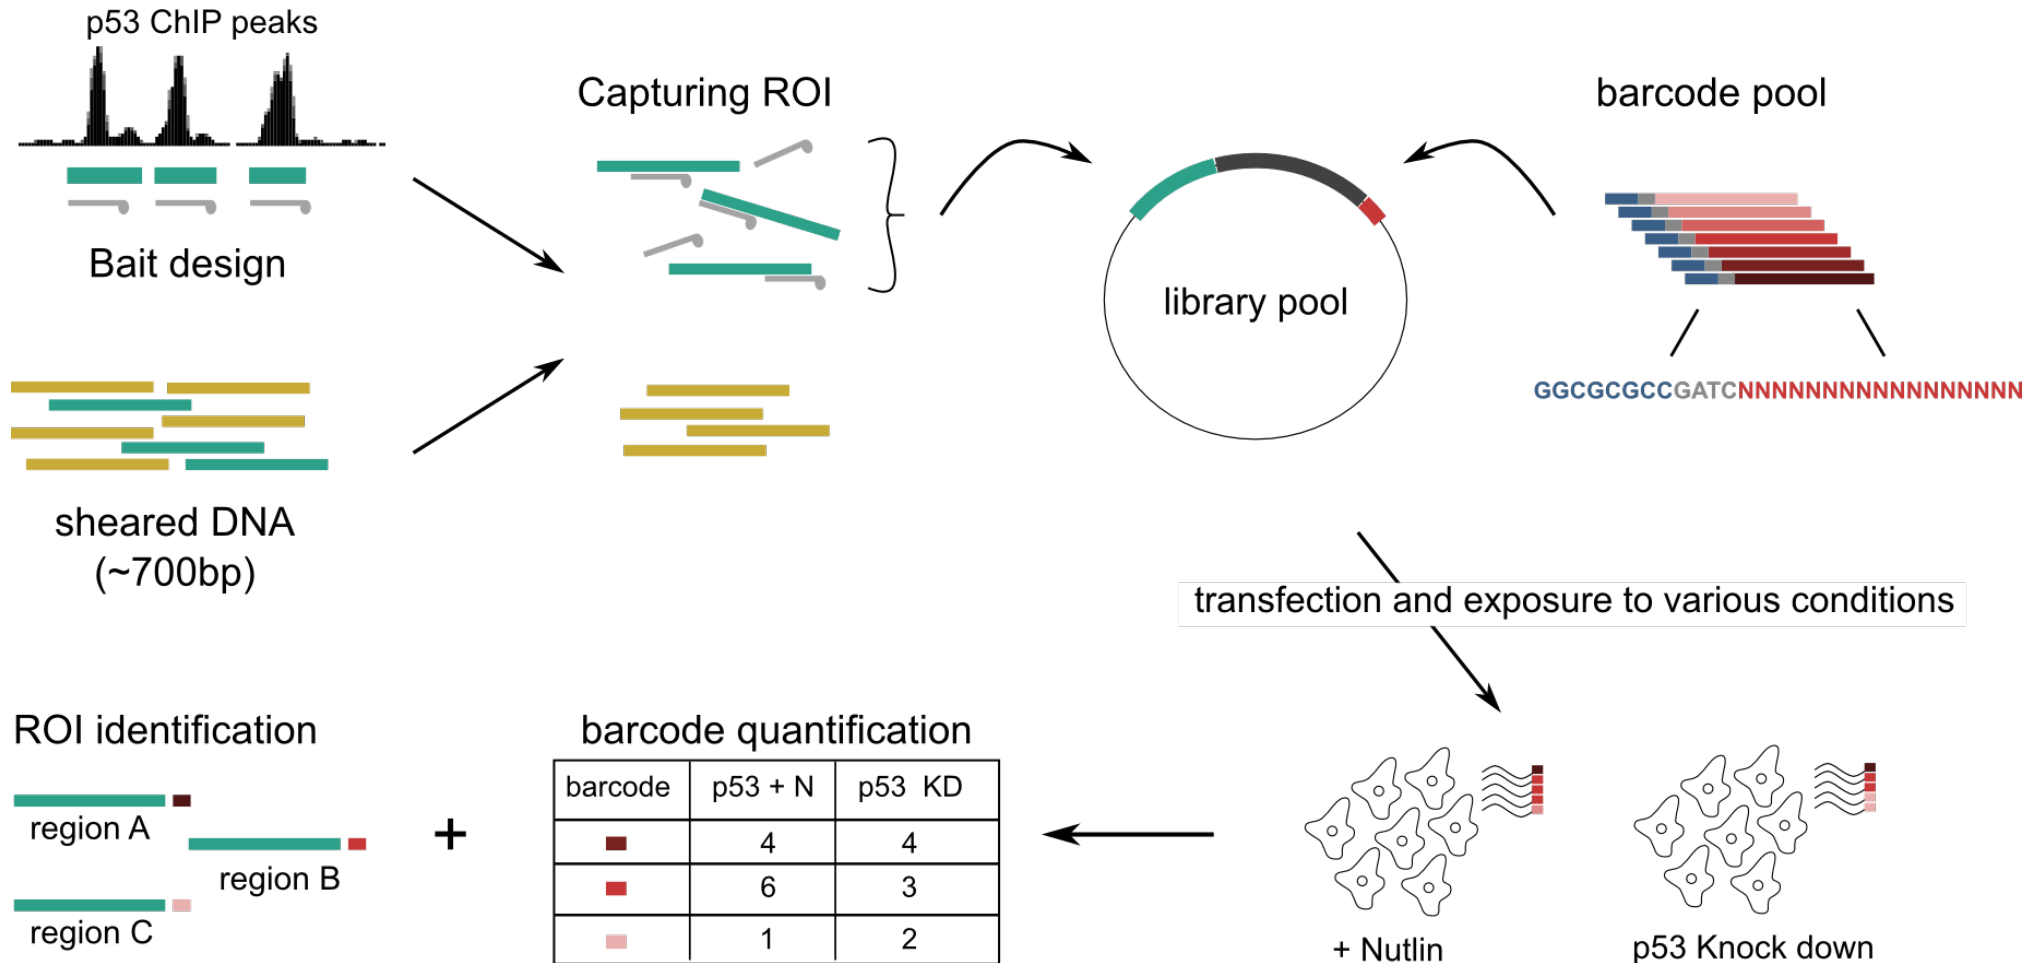 p53 ChIP peaks
Bait design
sheared DNA
(~700bp)
Capturing ROI
library pool
barcode pool
GGCGCGCCGATCNNNNNNNNNNNNNNNNN
transfection and exposure to various conditions
ROI identification
region A
region B
region C
+
barcode quantification
barcode p53 + N p53 KD
4 4
6 3
1 2
+ Nutlin
p53 Knock down